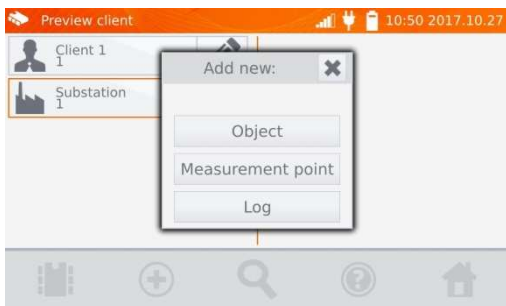 Preview client
10:50 2017.10.27
Client 1
1
Substation
1
Add new:
Object
Measurement point
Log